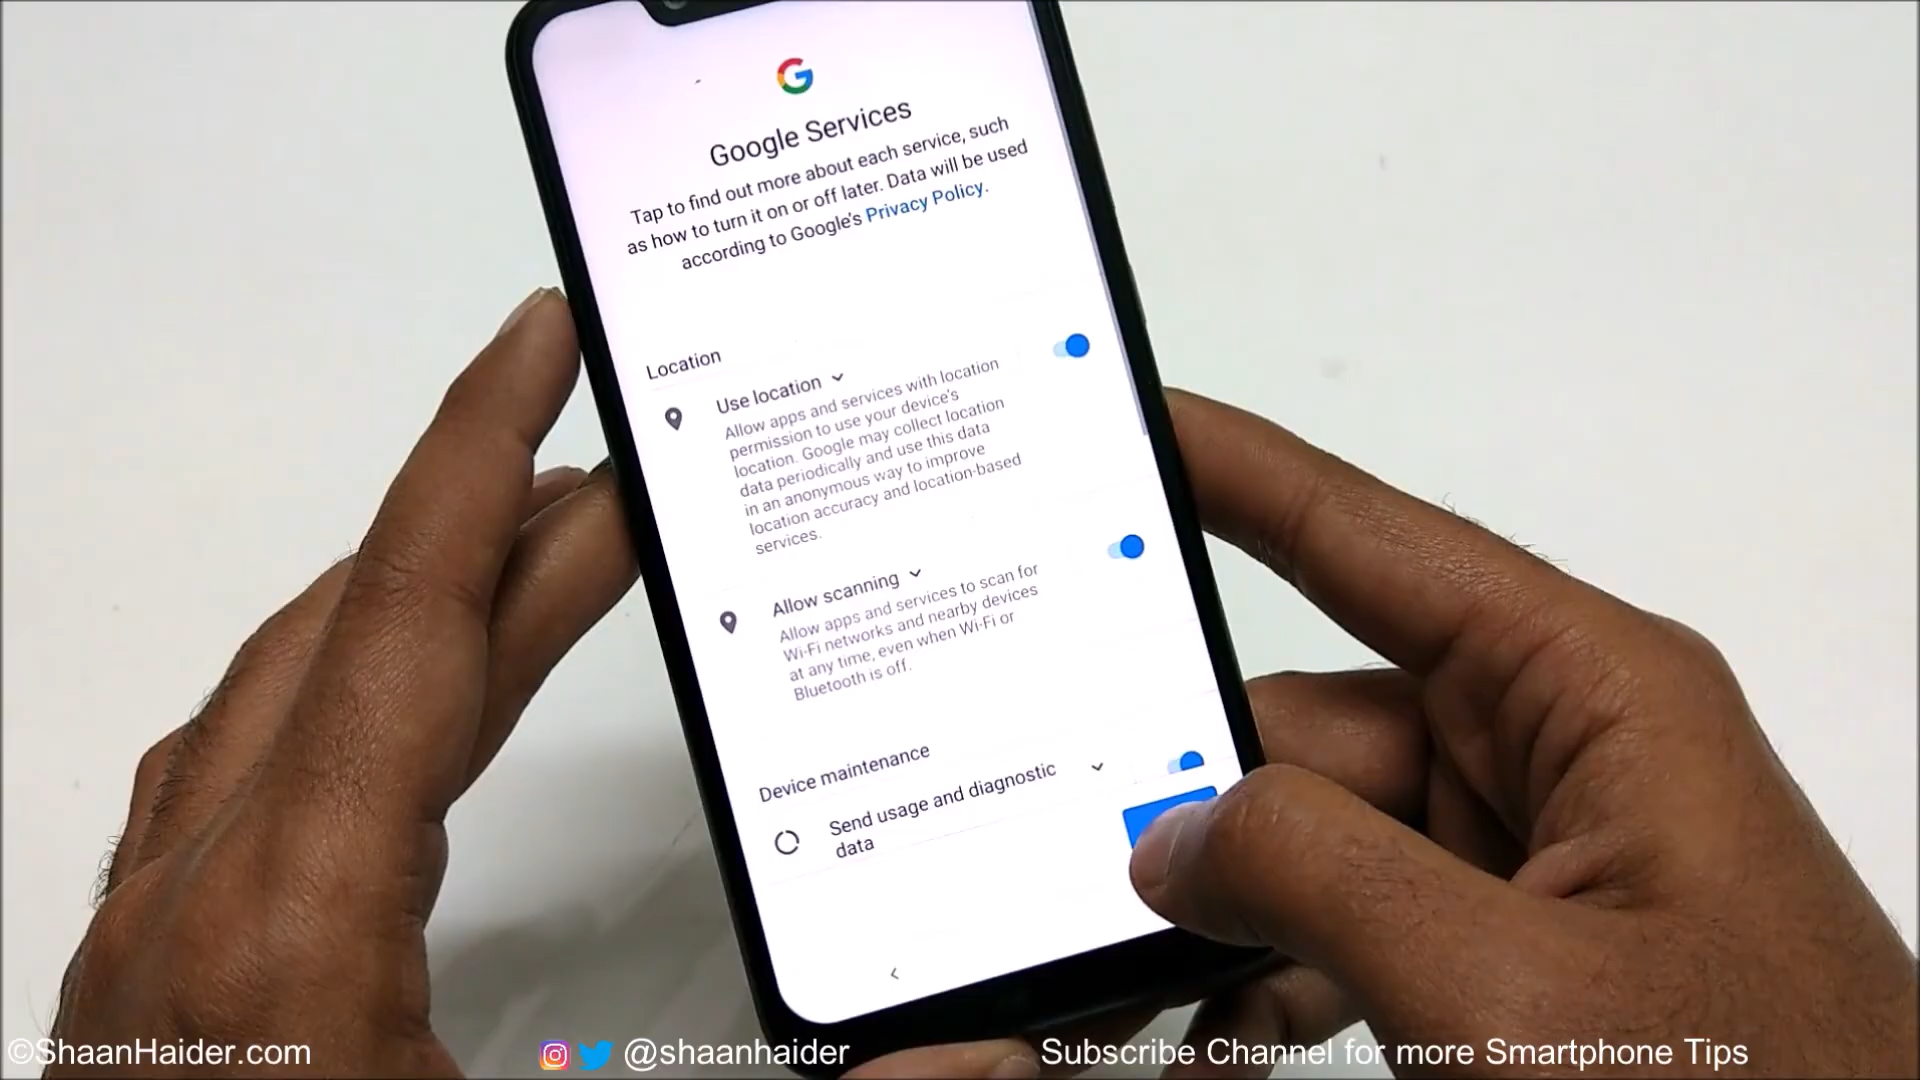 Google Services
Tap to find out more about each service, such
as how to turn it on or off later. Data will be used
according to Google's Privacy Policy.
Location
Use location
Allow apps and services with location
permission to use your device's
location. Google may collect location
data periodically and use this data
in an anonymous way to improve
location accuracy and location-based
services.
Allow scanning
Allow apps and services to scan for
Wi-Fi networks and nearby devices
at any time, even when Wi-Fi or
Bluetooth is off.
Device maintenance
Send usage and diagnostic
data
©ShaanHaider.com
@shaanhaider
Subscribe Channel for more Smartphone Tips